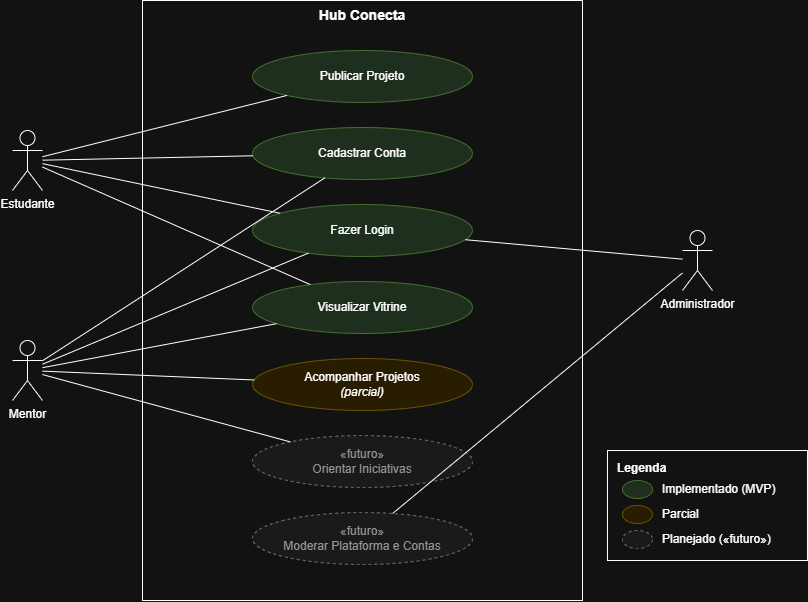 Hub Conecta
Publicar Projeto
Cadastrar Conta
Fazer Login
Visualizar Vitrine
Acompanhar Projetos
(parcial)
«futuro»
Orientar Iniciativas
«futuro»
Moderar Plataforma e Contas
Estudante
Mentor
Administrador
Legenda
Implementado (MVP)
Parcial
Planejado («futuro»)